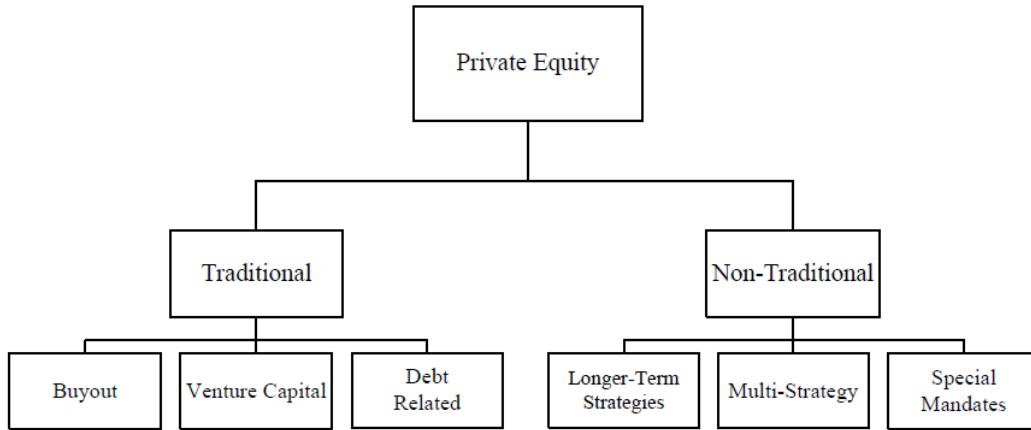 Private Equity
Traditional
Non-Traditional
Buyout
Venture Capital
Debt
Related
Longer-Term
Strategies
Multi-Strategy
Special
Mandates